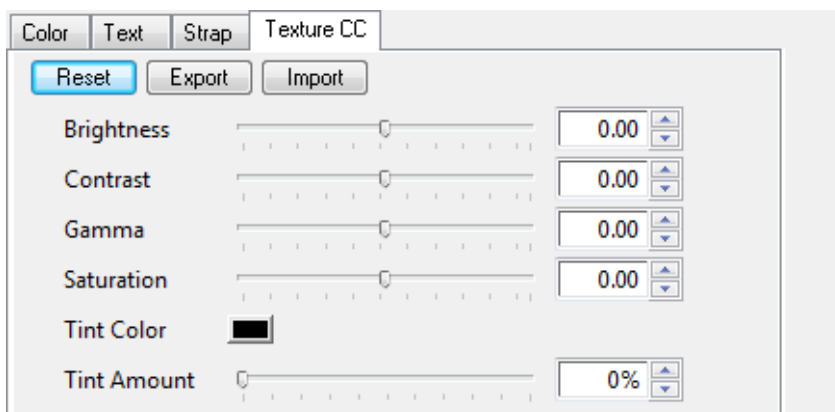 Color Text Strap Texture CC
Reset Export Import
Brightness 0.00
Contrast 0.00
Gamma 0.00
Saturation 0.00
Tint Color
Tint Amount 0%